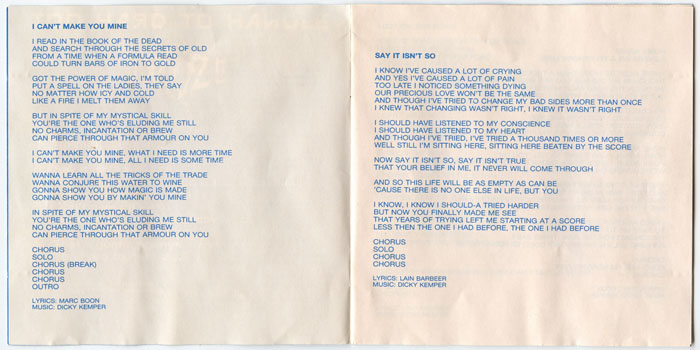 I CAN'T MAKE YOU MINE
I READ IN THE BOOK OF THE DEAD
AND SEARCH THROUGH THE SECRETS OF OLD
FROM A TIME WHEN A FORMULA READ
COULD TURN BARS OF IRON TO GOLD
GOT THE POWER OF MAGIC, I'M TOLD
PUT A SPELL ON THE LADIES, THEY SAY
NO MATTER HOW ICY AND COLD
LIKE A FIRE I MELT THEM AWAY
BUT IN SPITE OF MY MYSTICAL SKILL
YOU'RE THE ONE WHO'S ELUDING ME STILL
NO CHARMS, INCANTATION OR BREW
CAN PIERCE THROUGH THAT ARMOUR ON YOU
I CAN'T MAKE YOU MINE, WHAT I NEED IS MORE TIME
I CAN'T MAKE YOU MINE, ALL I NEED IS SOME TIME
WANNA LEARN ALL THE TRICKS OF THE TRADE
WANNA CONJURE THIS WATER TO WINE
GONNA SHOW YOU HOW MAGIC IS MADE
GONNA SHOW YOU BY MAKIN' YOU MINE
IN SPITE OF MY MYSTICAL SKILL
YOU'RE THE ONE WHO'S ELUDING ME STILL
NO CHARMS, INCANTATION OR BREW
CAN PIERCE THROUGH THAT ARMOUR ON YOU
CHORUS
SOLO
CHORUS (BREAK)
CHORUS
CHORUS
OUTRO
LYRICS: MARC BOON
MUSIC: DICKY KEMPER
SAY IT ISN'T SO
I KNOW I'VE CAUSED A LOT OF CRYING
AND YES I'VE CAUSED A LOT OF PAIN
TOO LATE I NOTICED SOMETHING DYING
OUR PRECIOUS LOVE WON'T BE THE SAME
AND THOUGH I'VE TRIED TO CHANGE MY BAD SIDES MORE THAN ONCE
I KNEW THAT CHANGING WASN'T RIGHT, I KNEW IT WASN'T RIGHT
I SHOULD HAVE LISTENED TO MY CONSCIENCE
I SHOULD HAVE LISTENED TO MY HEART
AND THOUGH I'VE TRIED, I'VE TRIED A THOUSAND TIMES OR MORE
WELL STILL I'M SITTING HERE, SITTING HERE BEATEN BY THE SCORE
NOW SAY IT ISN'T SO, SAY IT ISN'T TRUE
THAT YOUR BELIEF IN ME, IT NEVER WILL COME THROUGH
AND SO THIS LIFE WILL BE AS EMPTY AS CAN BE
'CAUSE THERE IS NO ONE ELSE IN LIFE, BUT YOU
I KNOW, I KNOW I SHOULD-A TRIED HARDER
BUT NOW YOU FINALLY MADE ME SEE
THAT YEARS OF TRYING LEFT ME STARTING AT A SCORE
LESS THEN THE ONE I HAD BEFORE, THE ONE I HAD BEFORE
CHORUS
SOLO
CHORUS
CHORUS
LYRICS: LAIN BARBEER
MUSIC: DICKY KEMPER